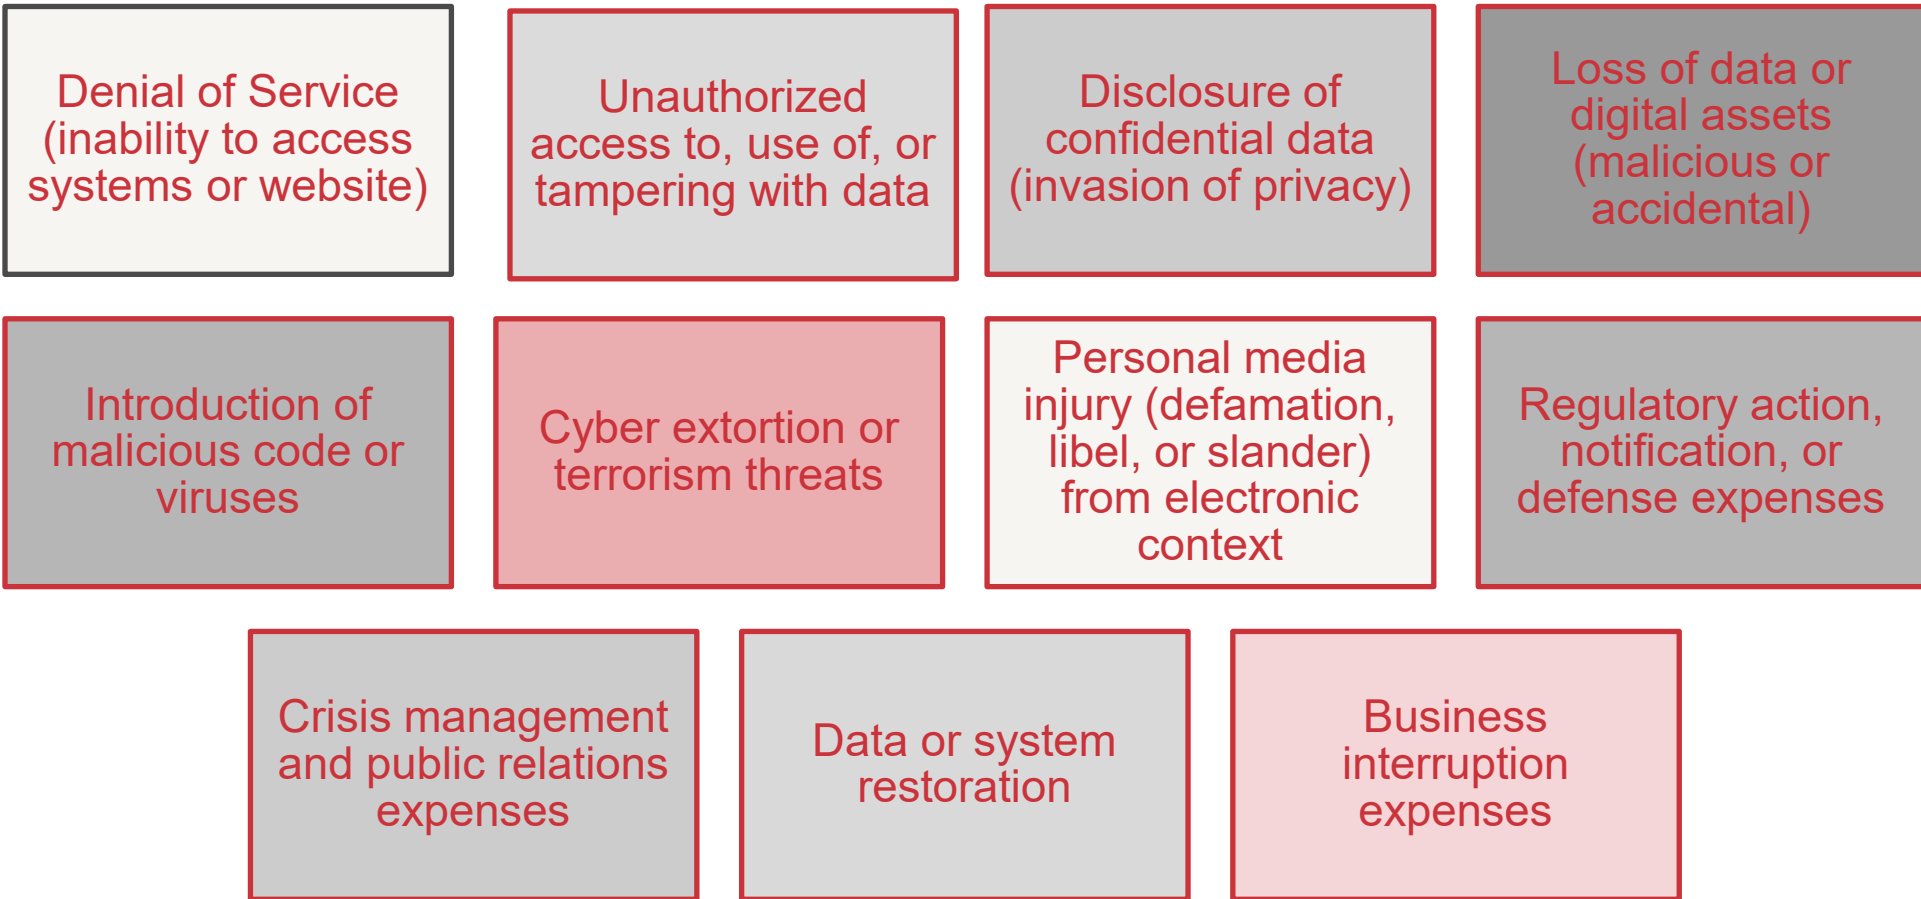 Denial of Service
(inability to access
systems or website)
Unauthorized
access to, use of, or
tampering with data
Disclosure of
confidential data
(invasion of privacy)
Loss of data or
digital assets
(malicious or
accidental)
Introduction of
malicious code or
viruses
Cyber extortion or
terrorism threats
Personal media
injury (defamation,
libel, or slander)
from electronic
context
Regulatory action,
notification, or
defense expenses
Crisis management
and public relations
expenses
Data or system
restoration
Business
interruption
expenses